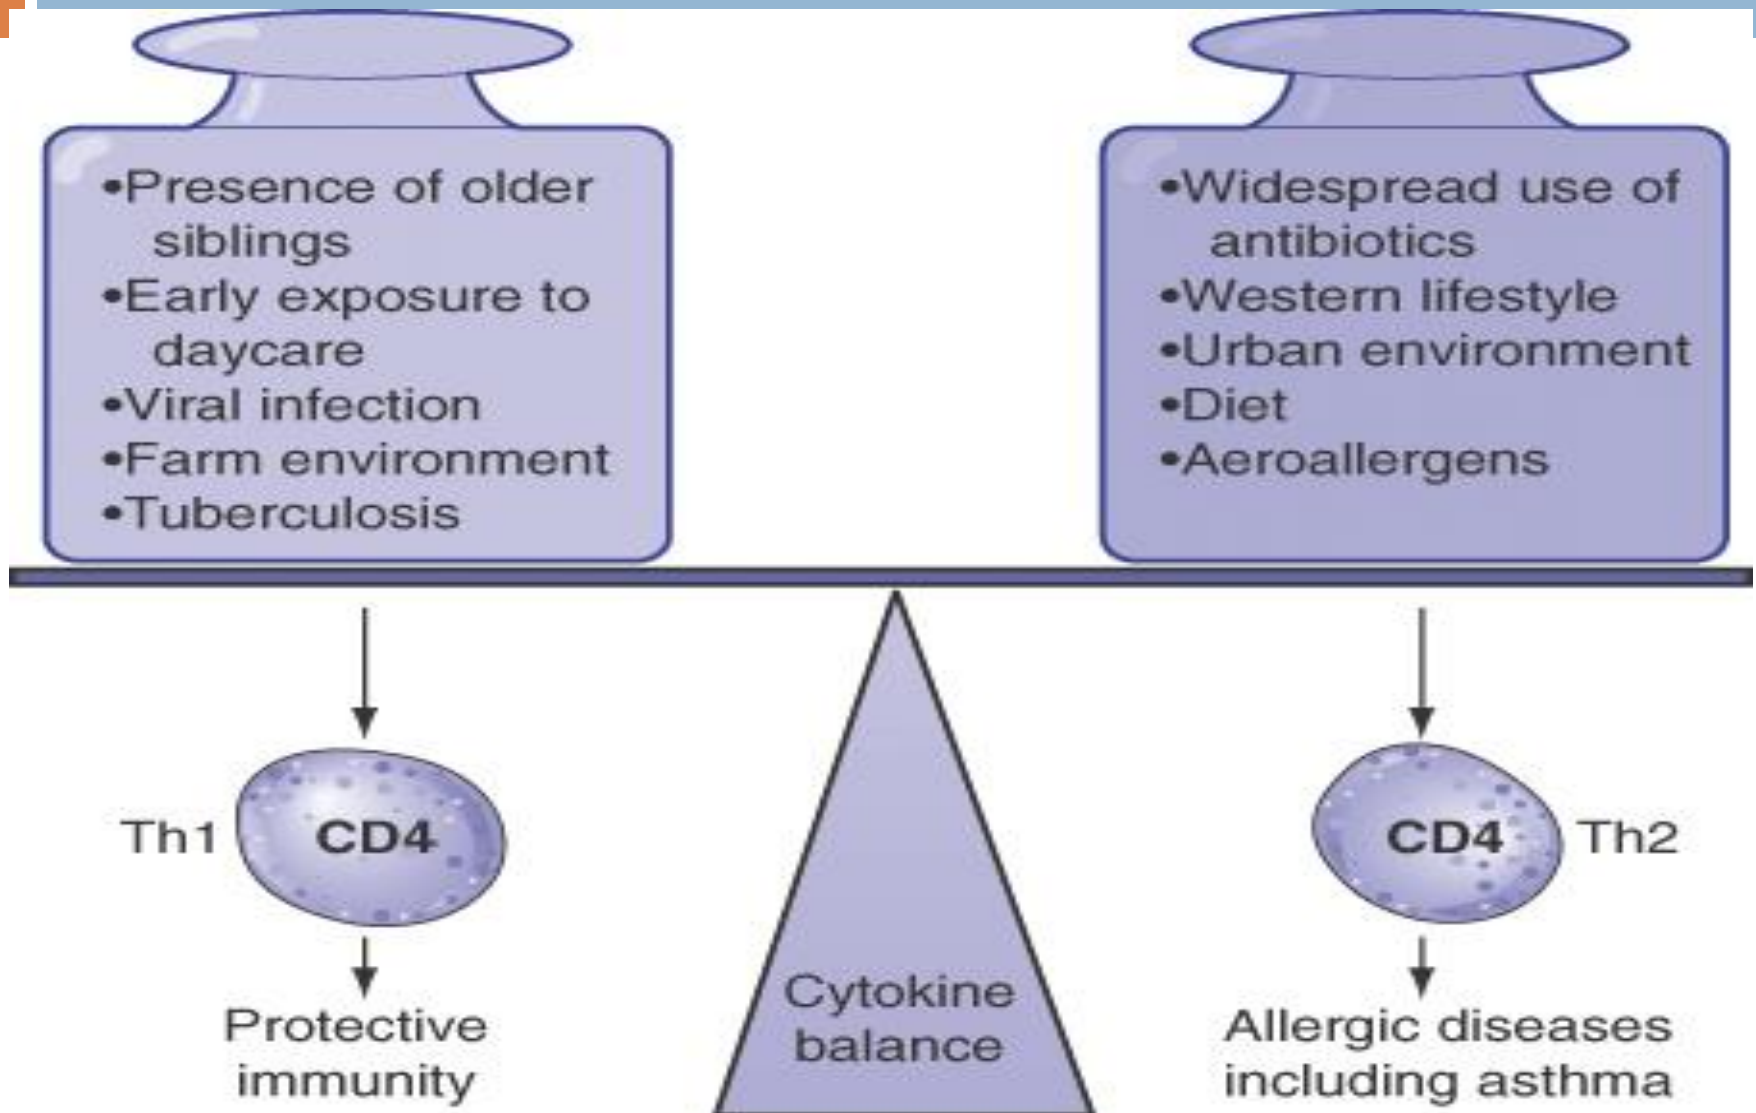 •Presence of older
siblings
•Early exposure to
daycare
•Viral infection
•Farm environment
•Tuberculosis
•Widespread use of
antibiotics
•Western lifestyle
•Urban environment
•Diet
•Aeroallergens
Th1
CD4
CD4
Th2
Cytokine
balance
Protective
immunity
Allergic diseases
including asthma